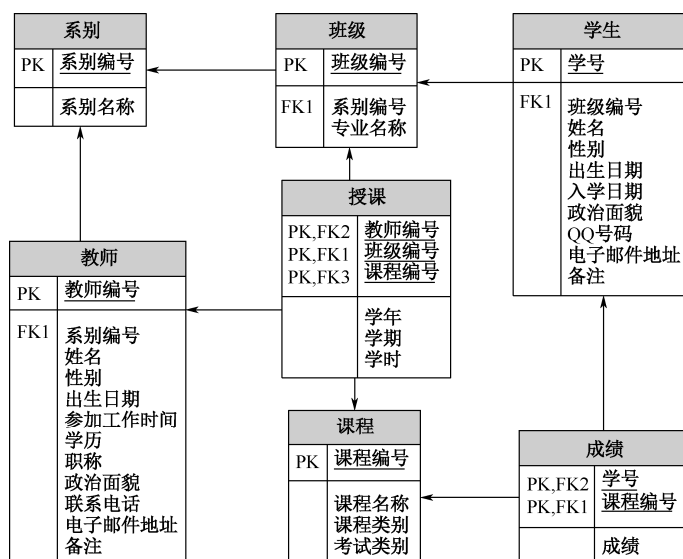 系别
PK 系别编号
系别名称
班级
PK 班级编号
FK1 系别编号
专业名称
学生
PK 学号
FK1 班级编号
姓名
性别
出生日期
入学日期
政治面貌
QQ号码
电子邮件地址
备注
授课
PK,FK2 教师编号
PK,FK1 班级编号
PK,FK3 课程编号
学年
学期
学时
教师
PK 教师编号
FK1 系别编号
姓名
性别
出生日期
参加工作时间
学历
职称
政治面貌
联系电话
电子邮件地址
备注
课程
PK 课程编号
课程名称
课程类别
考试类别
成绩
PK,FK2 学号
PK,FK1 课程编号
成绩